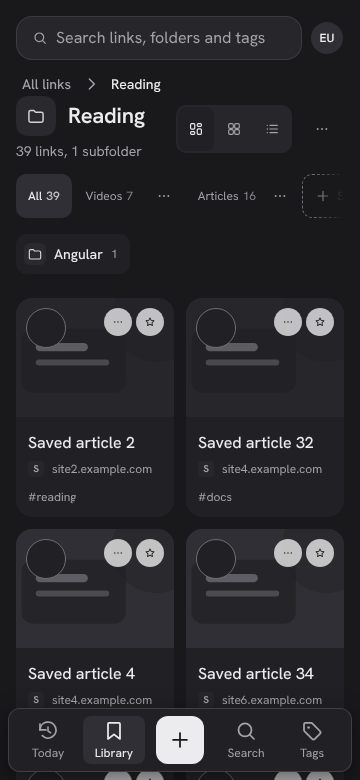 Search links, folders and tags
EU
All links > Reading
Reading
39 links, 1 subfolder
All 39
Videos 7
Articles 16
Angular 1
Saved article 2
S site2.example.com
#reading
Saved article 32
S site4.example.com
#docs
Saved article 4
S site4.example.com
Saved article 34
S site6.example.com
Today
Library
Search
Tags